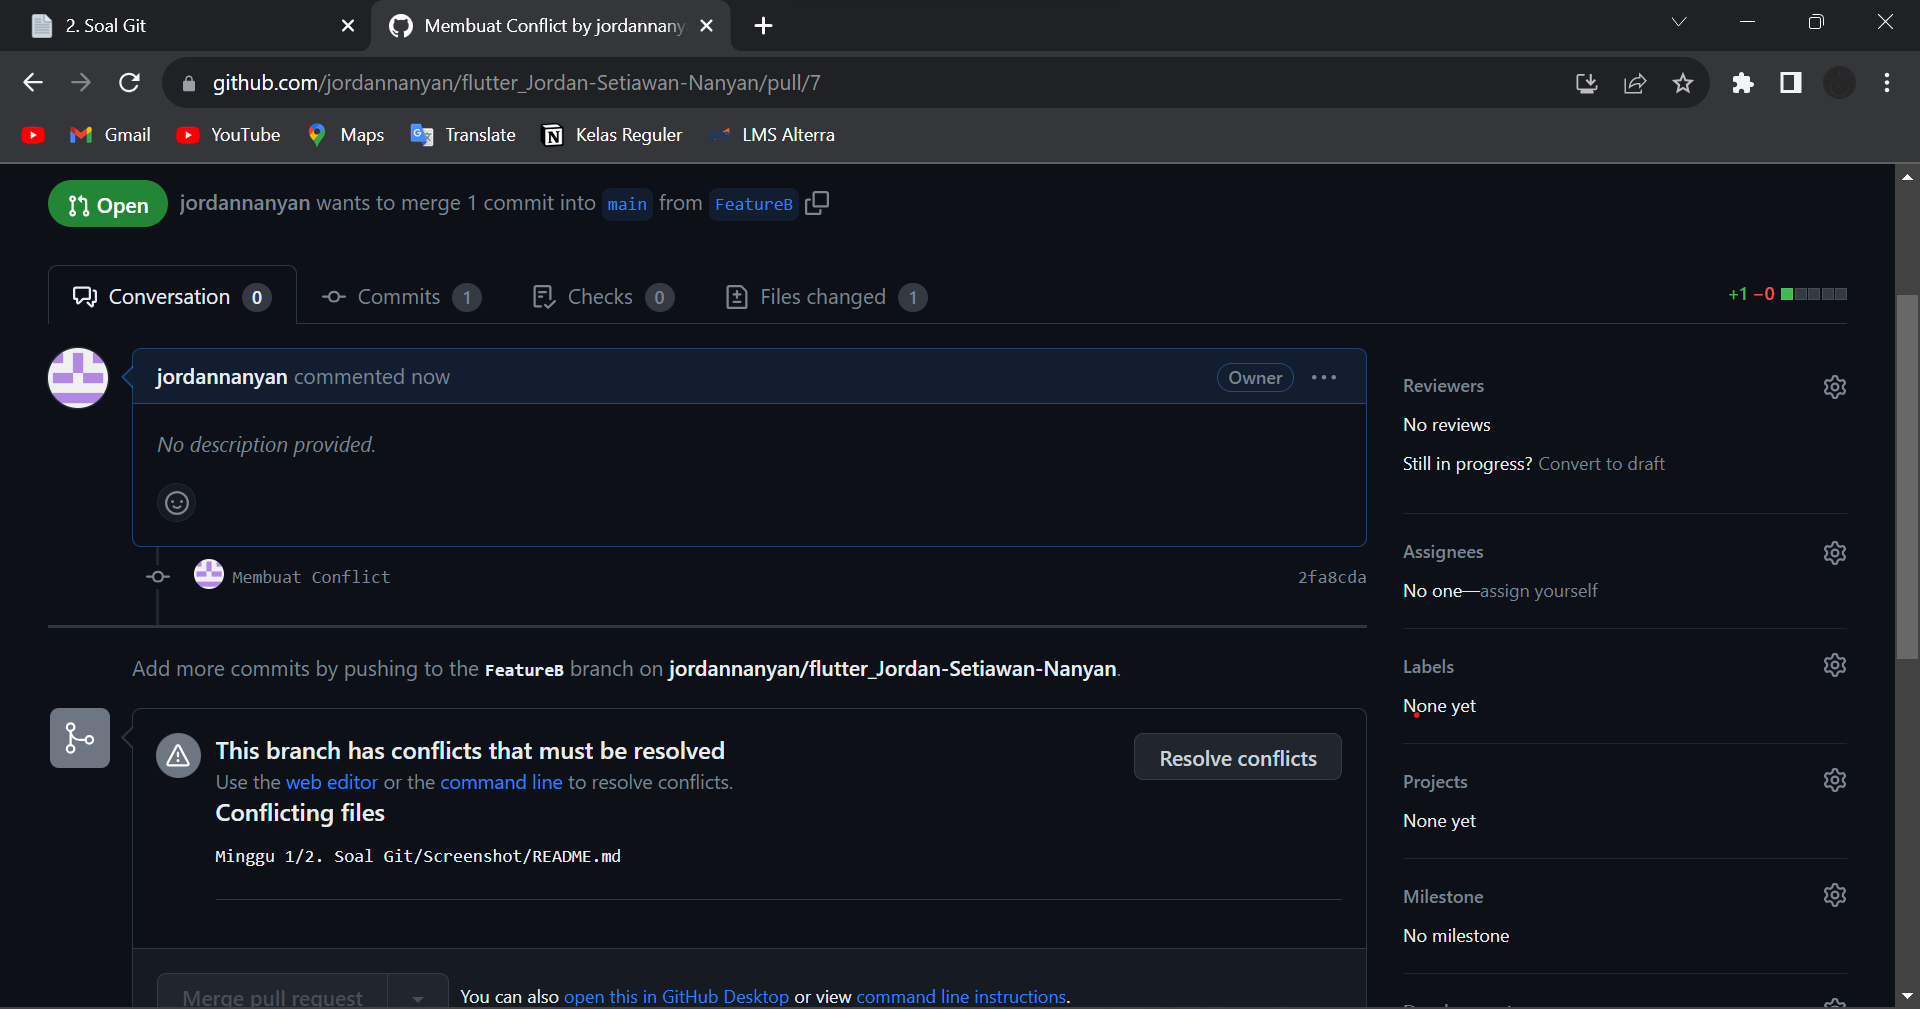 2. Soal Git
Membuat Conflict by jordannany
github.com/jordannanyan/flutter_Jordan-Setiawan-Nanyan/pull/7
Gmail
YouTube
Maps
Translate
Kelas Reguler
LMS Alterra
Open
jordannanyan wants to merge 1 commit into main from FeatureB
Conversation 0
Commits 1
Checks 0
Files changed 1
+1 −0
jordannanyan commented now
Owner
No description provided.
Membuat Conflict
2fa8cda
Add more commits by pushing to the FeatureB branch on jordannanyan/flutter_Jordan-Setiawan-Nanyan.
This branch has conflicts that must be resolved
Use the web editor or the command line to resolve conflicts.
Resolve conflicts
Conflicting files
Minggu 1/2. Soal Git/Screenshot/README.md
Merge pull request
You can also open this in GitHub Desktop or view command line instructions.
Reviewers
No reviews
Still in progress? Convert to draft
Assignees
No one—assign yourself
Labels
None yet
Projects
None yet
Milestone
No milestone